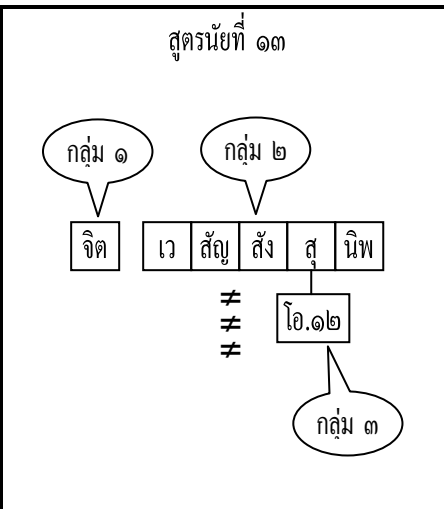 สูตรนัยที่ ๑๓
กลุ่ม ๑ กลุ่ม ๒
จิต เว สัญ สัง สุ นิพ
≠
≠ โอ.๑๒
≠
กลุ่ม ๓